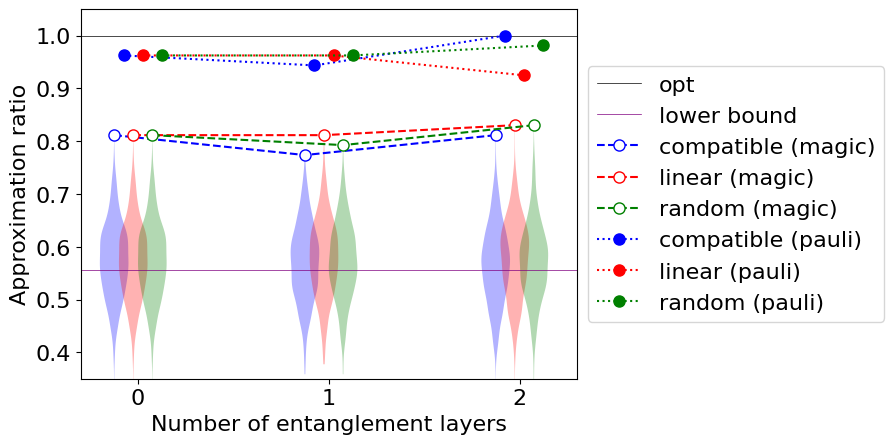 1.0
0.9
0.8
0.7
0.6
0.5
0.4
Approximation ratio
0 1 2
Number of entanglement layers
opt
lower bound
compatible (magic)
linear (magic)
random (magic)
compatible (pauli)
linear (pauli)
random (pauli)